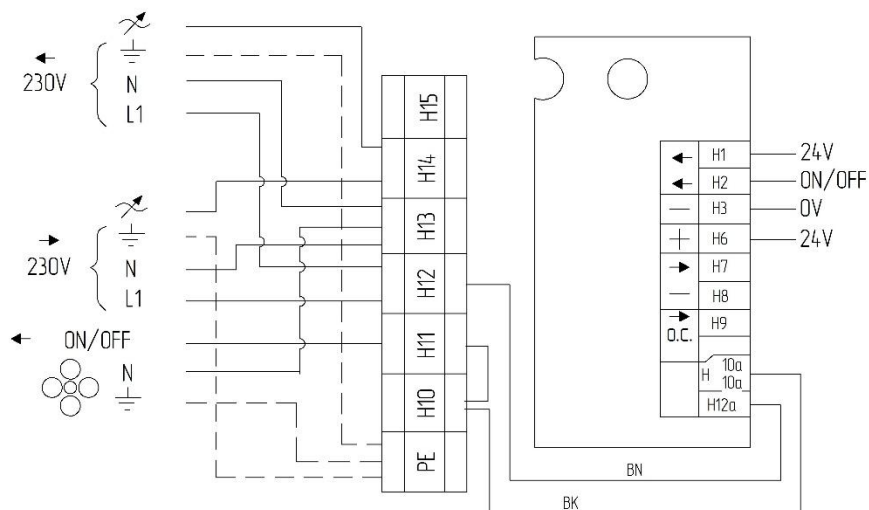 230V
N
L1
230V
N
L1
ON/OFF
N
H15
H14
H13
H12
H11
H10
PE
H1
24V
H2
ON/OFF
H3
0V
H6
24V
H7
H8
O.C.
H9
H
10a
10a
H12a
BN
BK